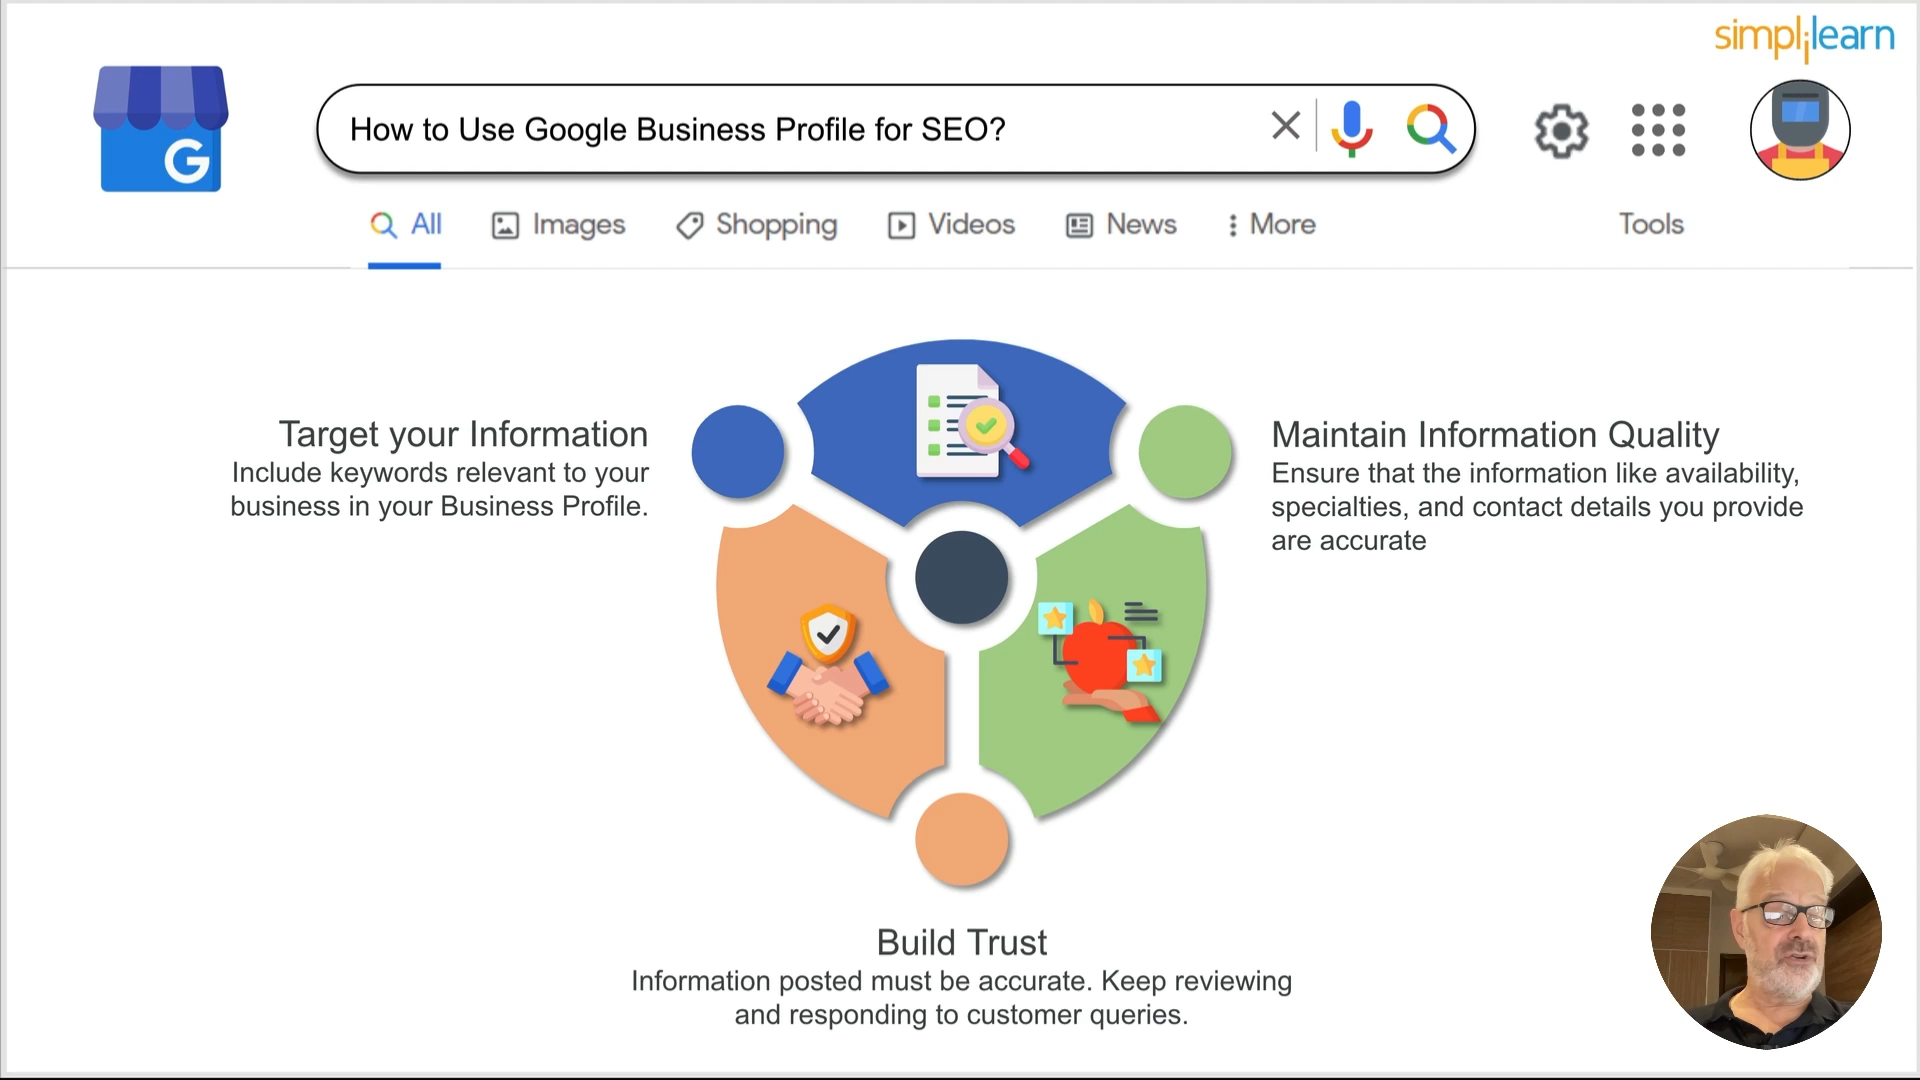 simplilearn
G
How to Use Google Business Profile for SEO?
All Images Shopping Videos News More Tools
Target your Information
Include keywords relevant to your
business in your Business Profile.
Maintain Information Quality
Ensure that the information like availability,
specialties, and contact details you provide
are accurate
Build Trust
Information posted must be accurate. Keep reviewing
and responding to customer queries.